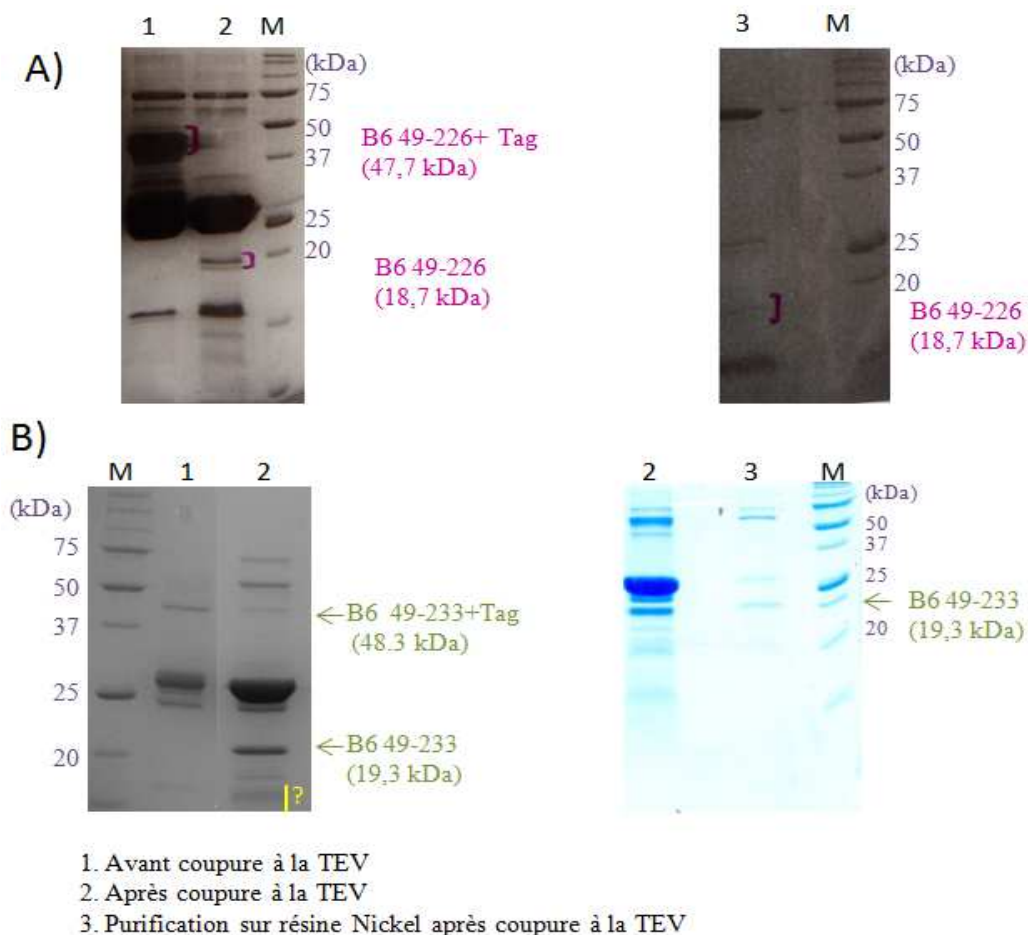 A)
1 2 M
(kDa)
75
50
37
25
20
B6 49-226+ Tag
(47,7 kDa)
B6 49-226
(18,7 kDa)
3 M
(kDa)
75
50
37
25
20
B6 49-226
(18,7 kDa)
B)
M 1 2
(kDa)
75
50
37
25
20
B6 49-233+Tag
(48.3 kDa)
B6 49-233
(19,3 kDa)
?
2 3 M
(kDa)
50
37
25
20
B6 49-233
(19,3 kDa)
1. Avant coupure à la TEV
2. Après coupure à la TEV
3. Purification sur résine Nickel après coupure à la TEV